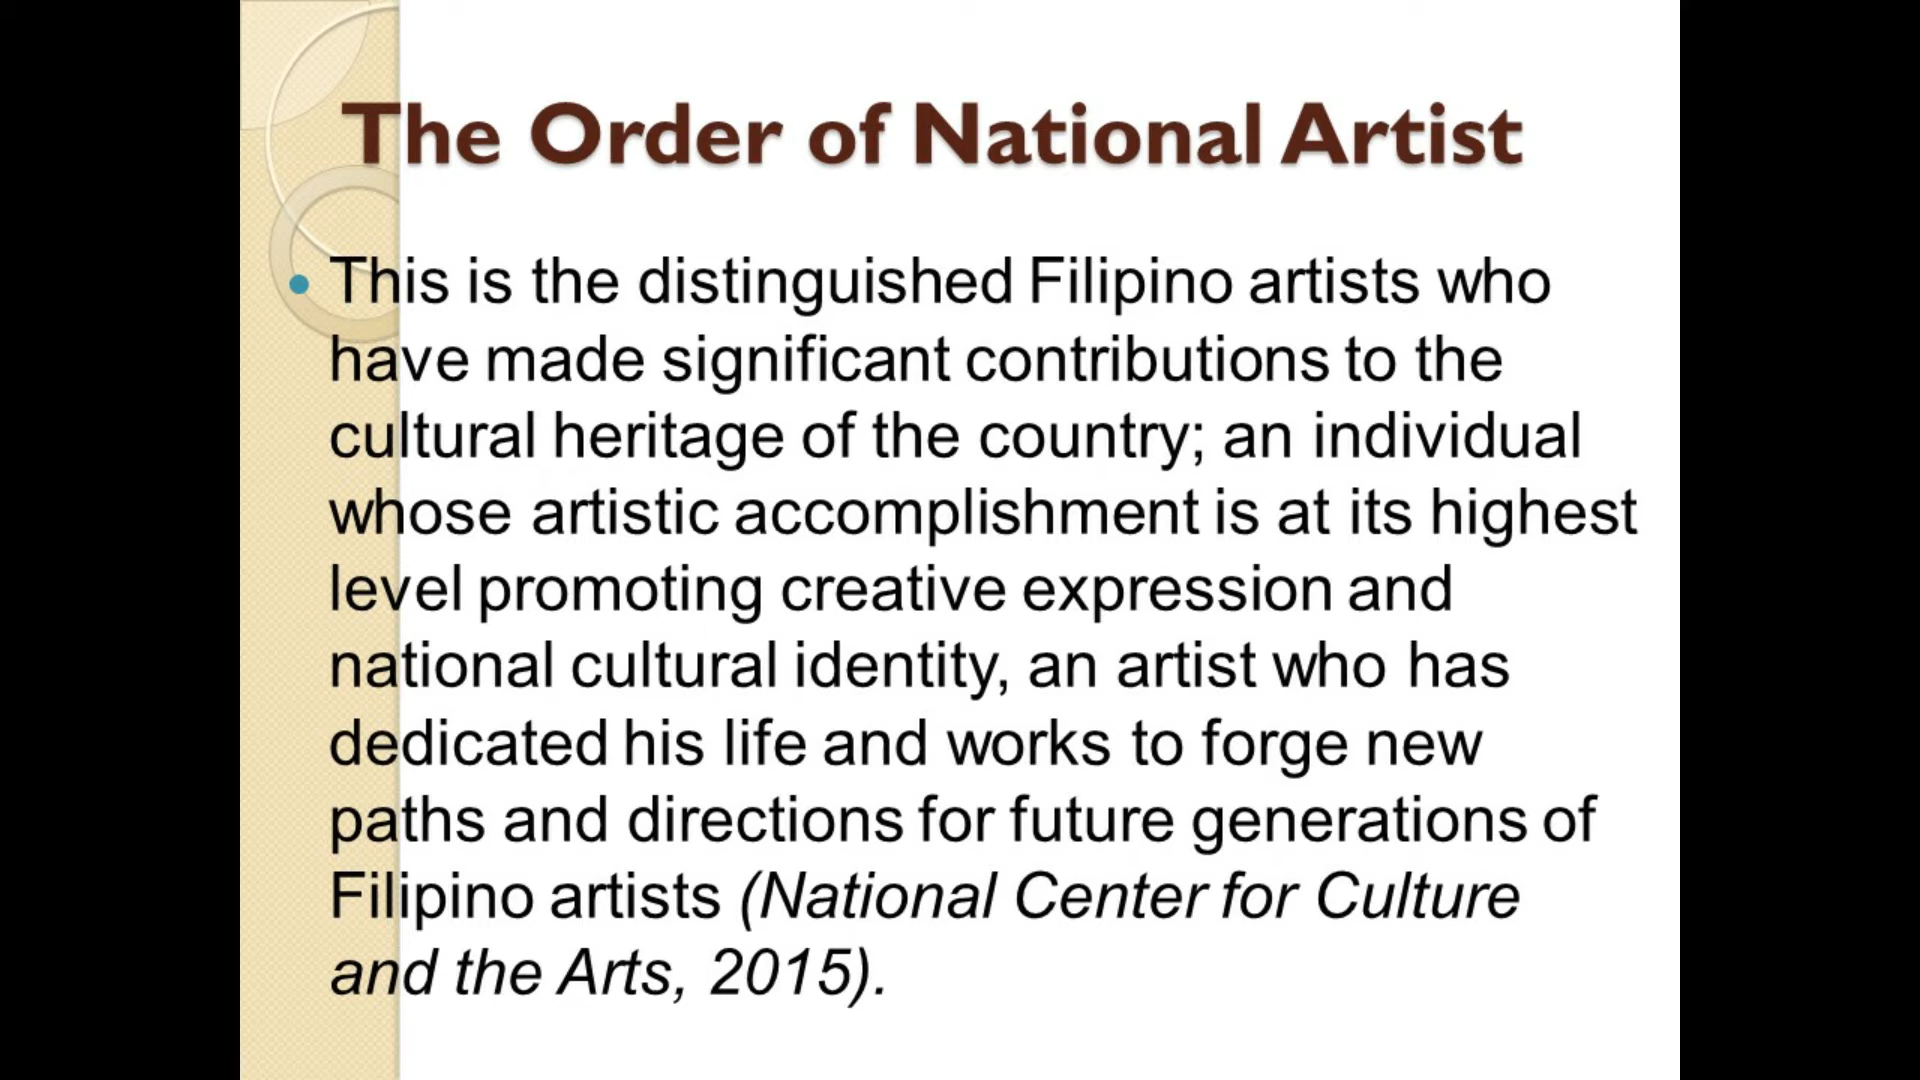 The Order of National Artist
• This is the distinguished Filipino artists who
have made significant contributions to the
cultural heritage of the country; an individual
whose artistic accomplishment is at its highest
level promoting creative expression and
national cultural identity, an artist who has
dedicated his life and works to forge new
paths and directions for future generations of
Filipino artists (National Center for Culture
and the Arts, 2015).